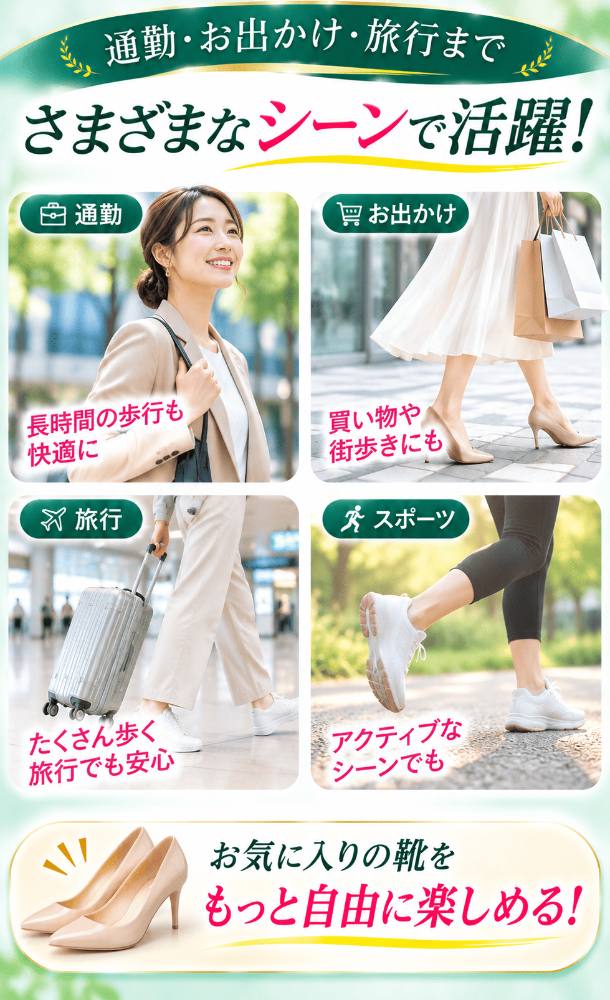 通勤・お出かけ・旅行まで
さまざまなシーンで活躍!
通勤
長時間の歩行も
快適に
お出かけ
買い物や
街歩きにも
旅行
たくさん歩く
旅行でも安心
スポーツ
アクティブな
シーンでも
お気に入りの靴を
もっと自由に楽しめる!